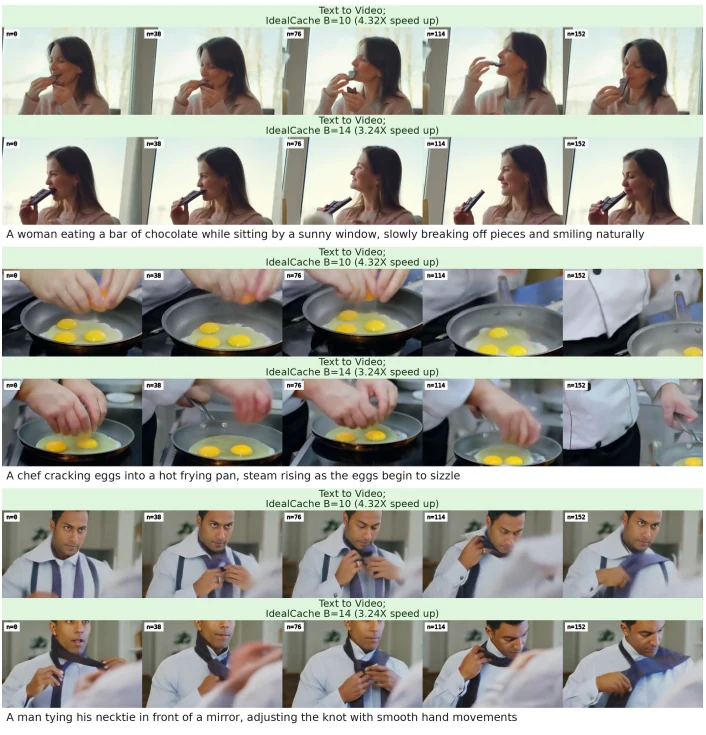 Text to Video;
IdealCache B=10 (4.32X speed up)
n=0 n=38 n=76 n=114 n=152
Text to Video;
IdealCache B=14 (3.24X speed up)
n=0 n=38 n=76 n=114 n=152
A woman eating a bar of chocolate while sitting by a sunny window, slowly breaking off pieces and smiling naturally
Text to Video;
IdealCache B=10 (4.32X speed up)
n=0 n=38 n=76 n=114 n=152
Text to Video;
IdealCache B=14 (3.24X speed up)
n=0 n=38 n=76 n=114 n=152
A chef cracking eggs into a hot frying pan, steam rising as the eggs begin to sizzle
Text to Video;
IdealCache B=10 (4.32X speed up)
n=0 n=38 n=76 n=114 n=152
Text to Video;
IdealCache B=14 (3.24X speed up)
n=0 n=38 n=76 n=114 n=152
A man tying his necktie in front of a mirror, adjusting the knot with smooth hand movements